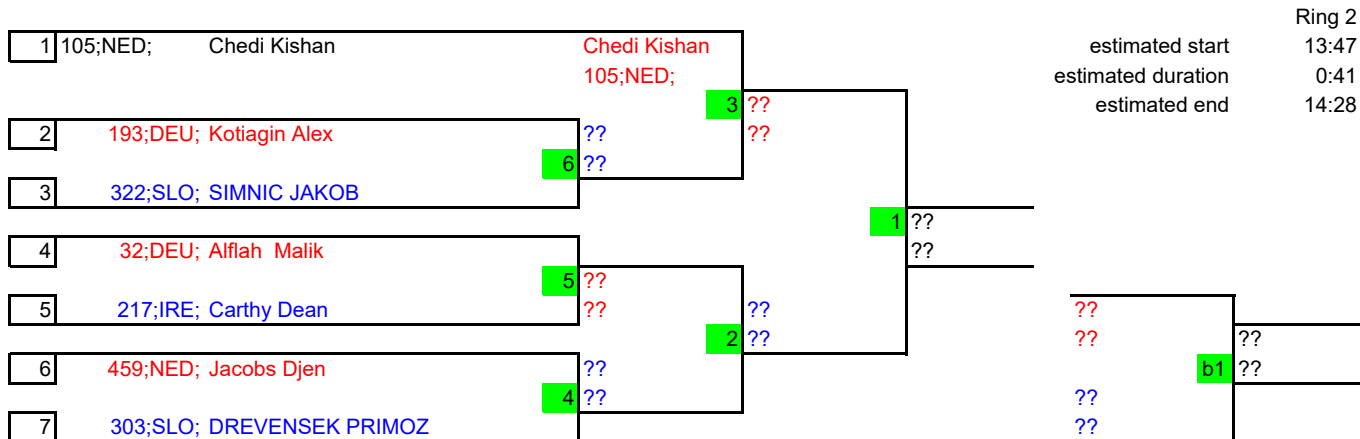 Ring 2
1 105;NED; Chedi Kishan Chedi Kishan estimated start 13:47
105;NED; estimated duration 0:41
3 ?? estimated end 14:28
2 193;DEU; Kotiagin Alex ?? ??
6 ??
3 322;SLO; SIMNIC JAKOB
1 ??
4 32;DEU; Alflah Malik ??
5 ??
5 217;IRE; Carthy Dean ?? ?? ??
2 ?? ?? ??
6 459;NED; Jacobs Djen ?? b1 ??
4 ?? ??
7 303;SLO; DREVENSEK PRIMOZ ??